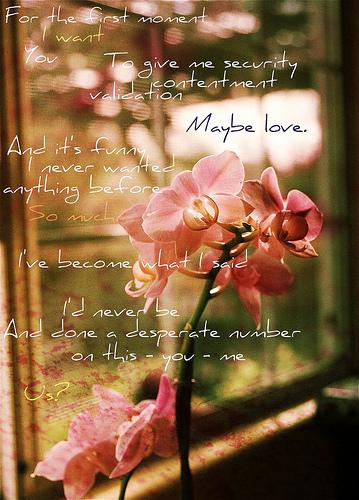 For the first moment
I want
You
To give me security
contentment
validation
Maybe love.
And it's funny
never wanted
anything before
So much
I've become what I said
I'd never be
And done a desperate number
on this - you - me
Us?